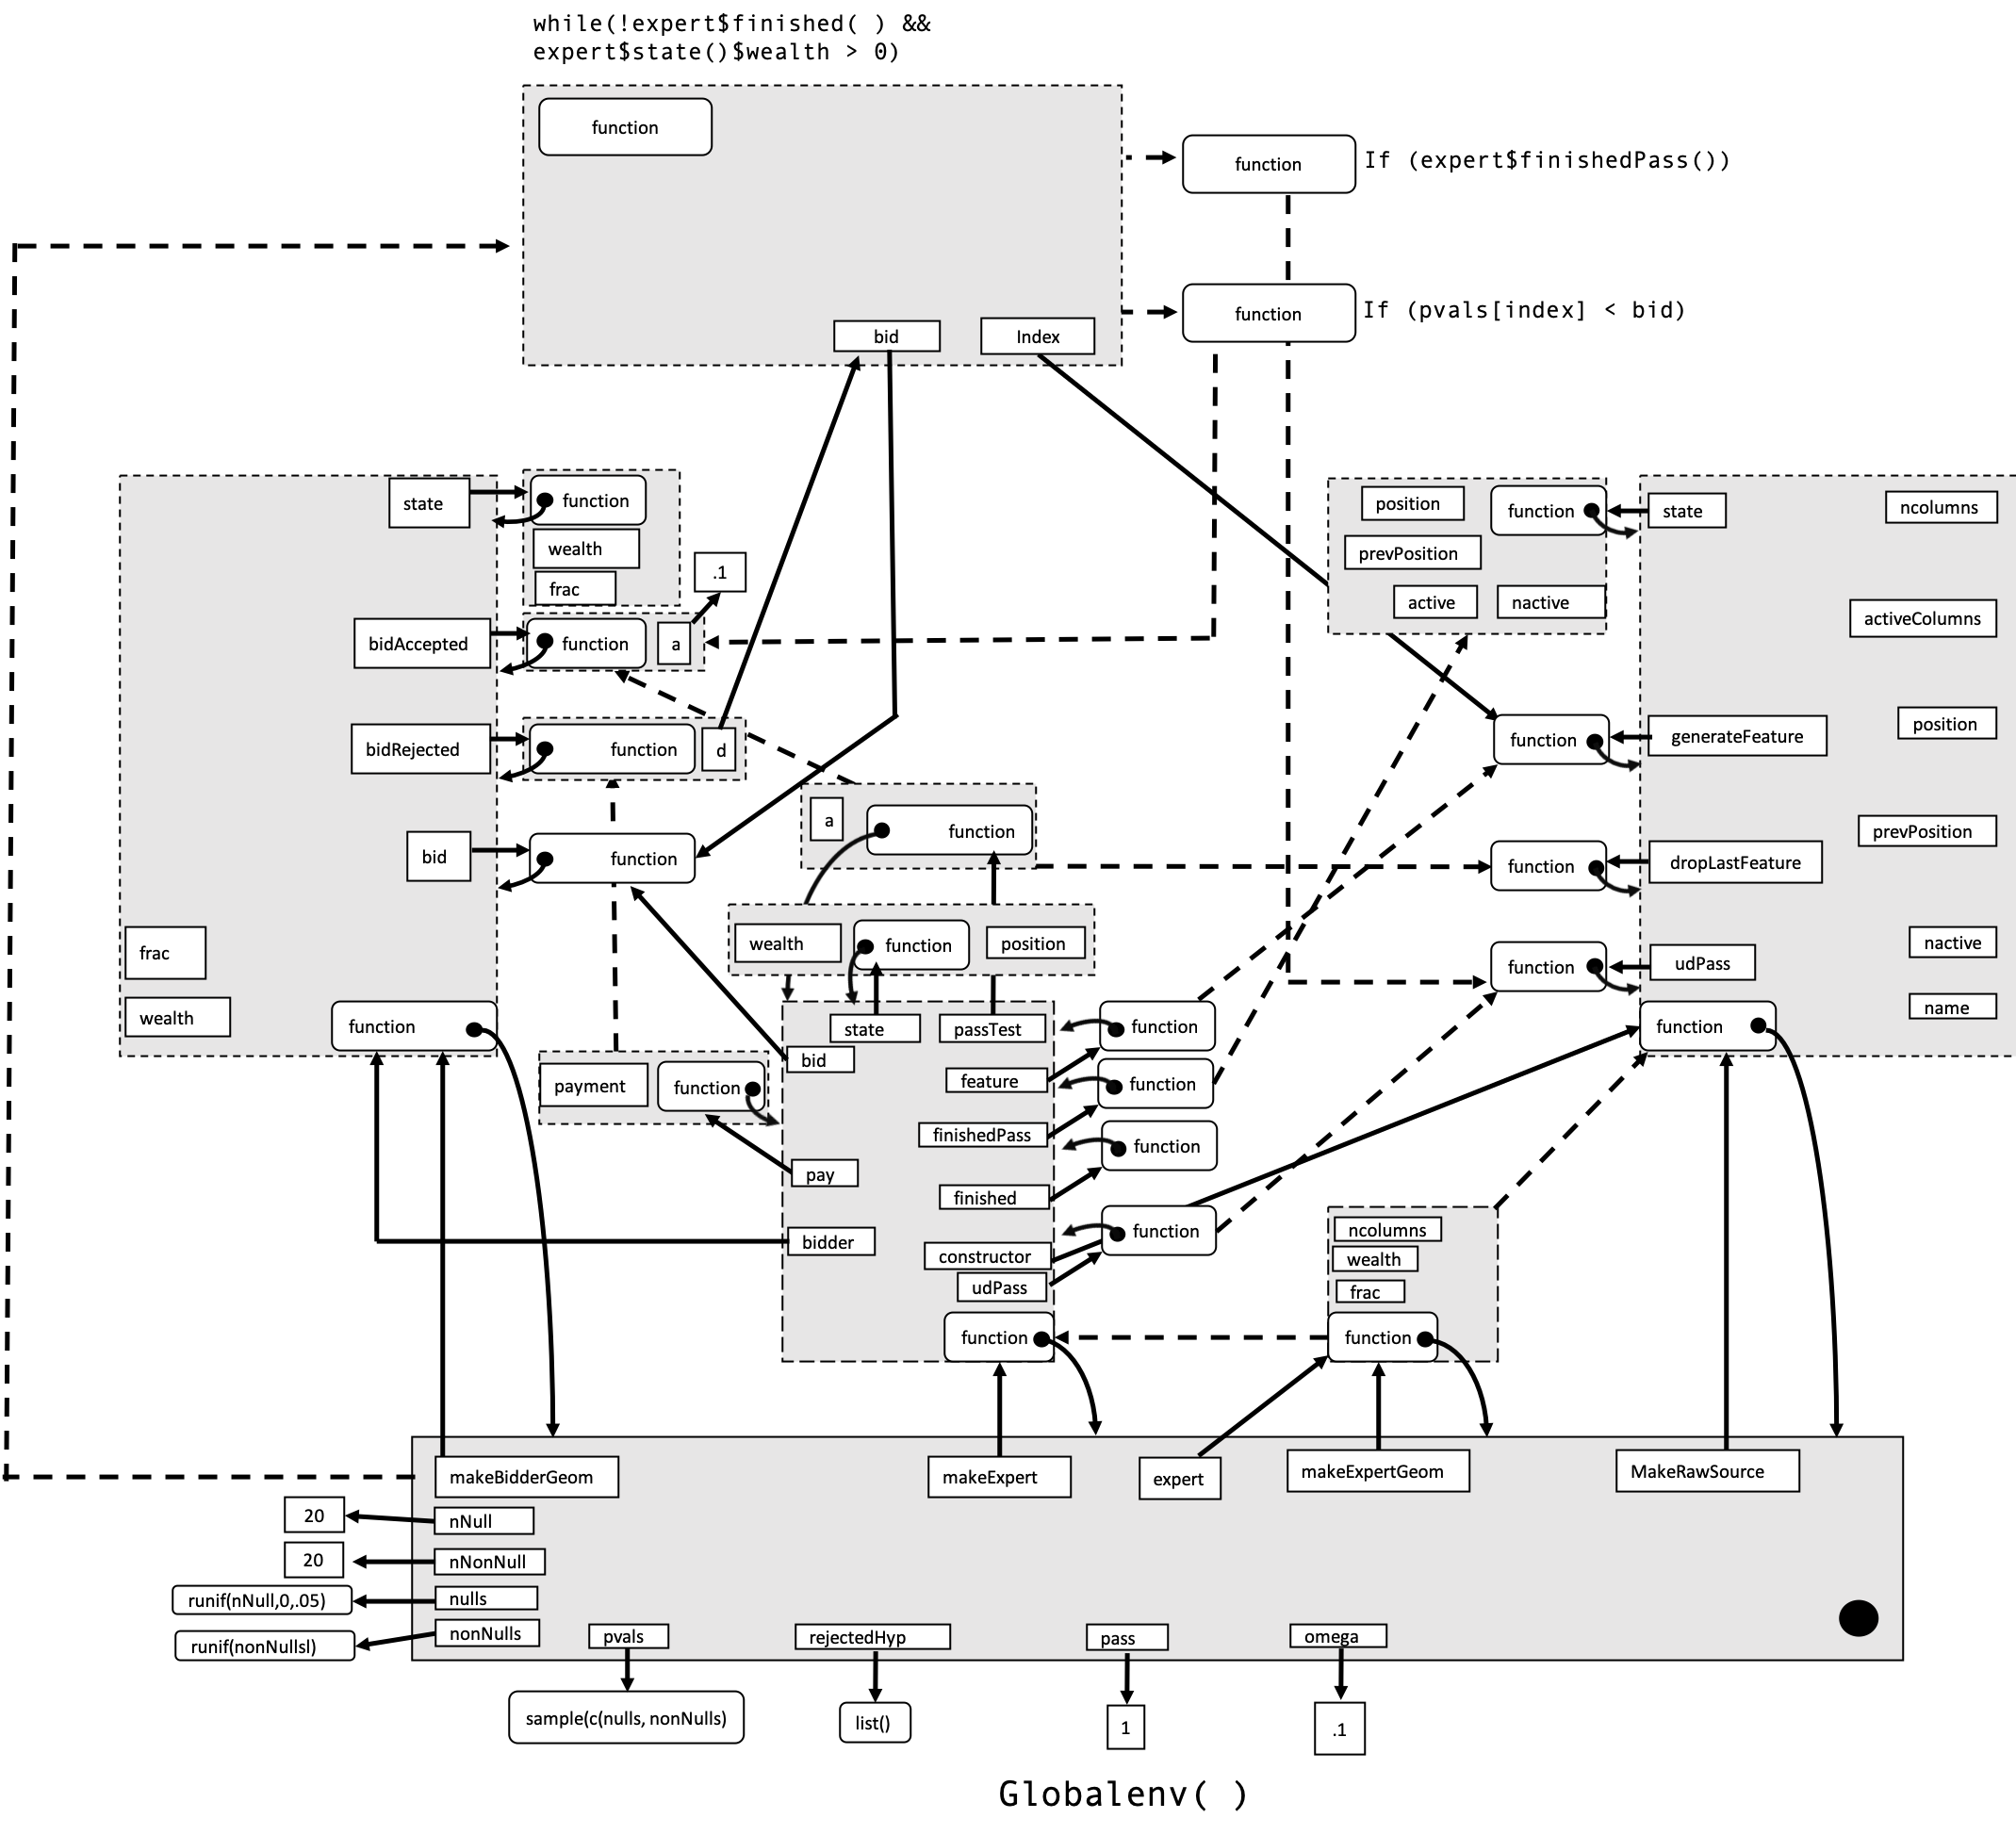 while(!expert$finished( ) &&
expert$state()$wealth > 0)
function
function
If (expert$finishedPass())
function
If (pvals[index] < bid)
bid
Index
state
function
wealth
frac
.1
bidAccepted
function
a
bidRejected
function
d
bid
function
frac
wealth
function
position
function
state
ncolumns
prevPosition
active
nactive
activeColumns
function
generateFeature
position
prevPosition
function
dropLastFeature
nactive
function
udPass
name
function
a
function
wealth
function
position
state
passTest
function
bid
payment
function
feature
function
finishedPass
function
pay
finished
bidder
function
constructor
udPass
function
ncolumns
wealth
frac
function
makeBidderGeom
makeExpert
expert
makeExpertGeom
MakeRawSource
20
nNull
20
nNonNull
runif(nNull,0,.05)
nulls
runif(nonNullsl)
nonNulls
pvals
rejectedHyp
pass
omega
sample(c(nulls, nonNulls)
list()
1
.1
Globalenv( )